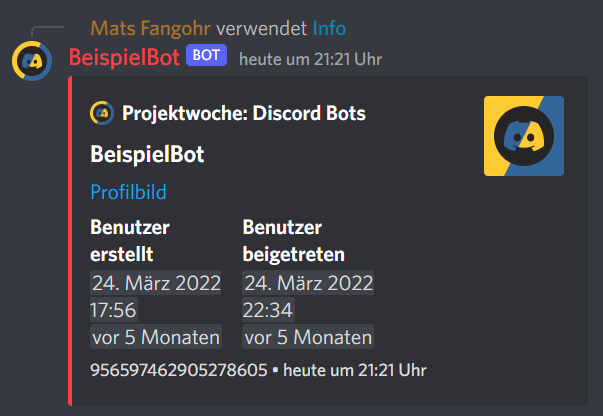 Mats Fangohr verwendet Info
BeispielBot BOT heute um 21:21 Uhr
Projektwoche: Discord Bots
BeispielBot
Profilbild
Benutzer erstellt
24. März 2022 17:56
vor 5 Monaten
Benutzer beigetreten
24. März 2022 22:34
vor 5 Monaten
956597462905278605 • heute um 21:21 Uhr